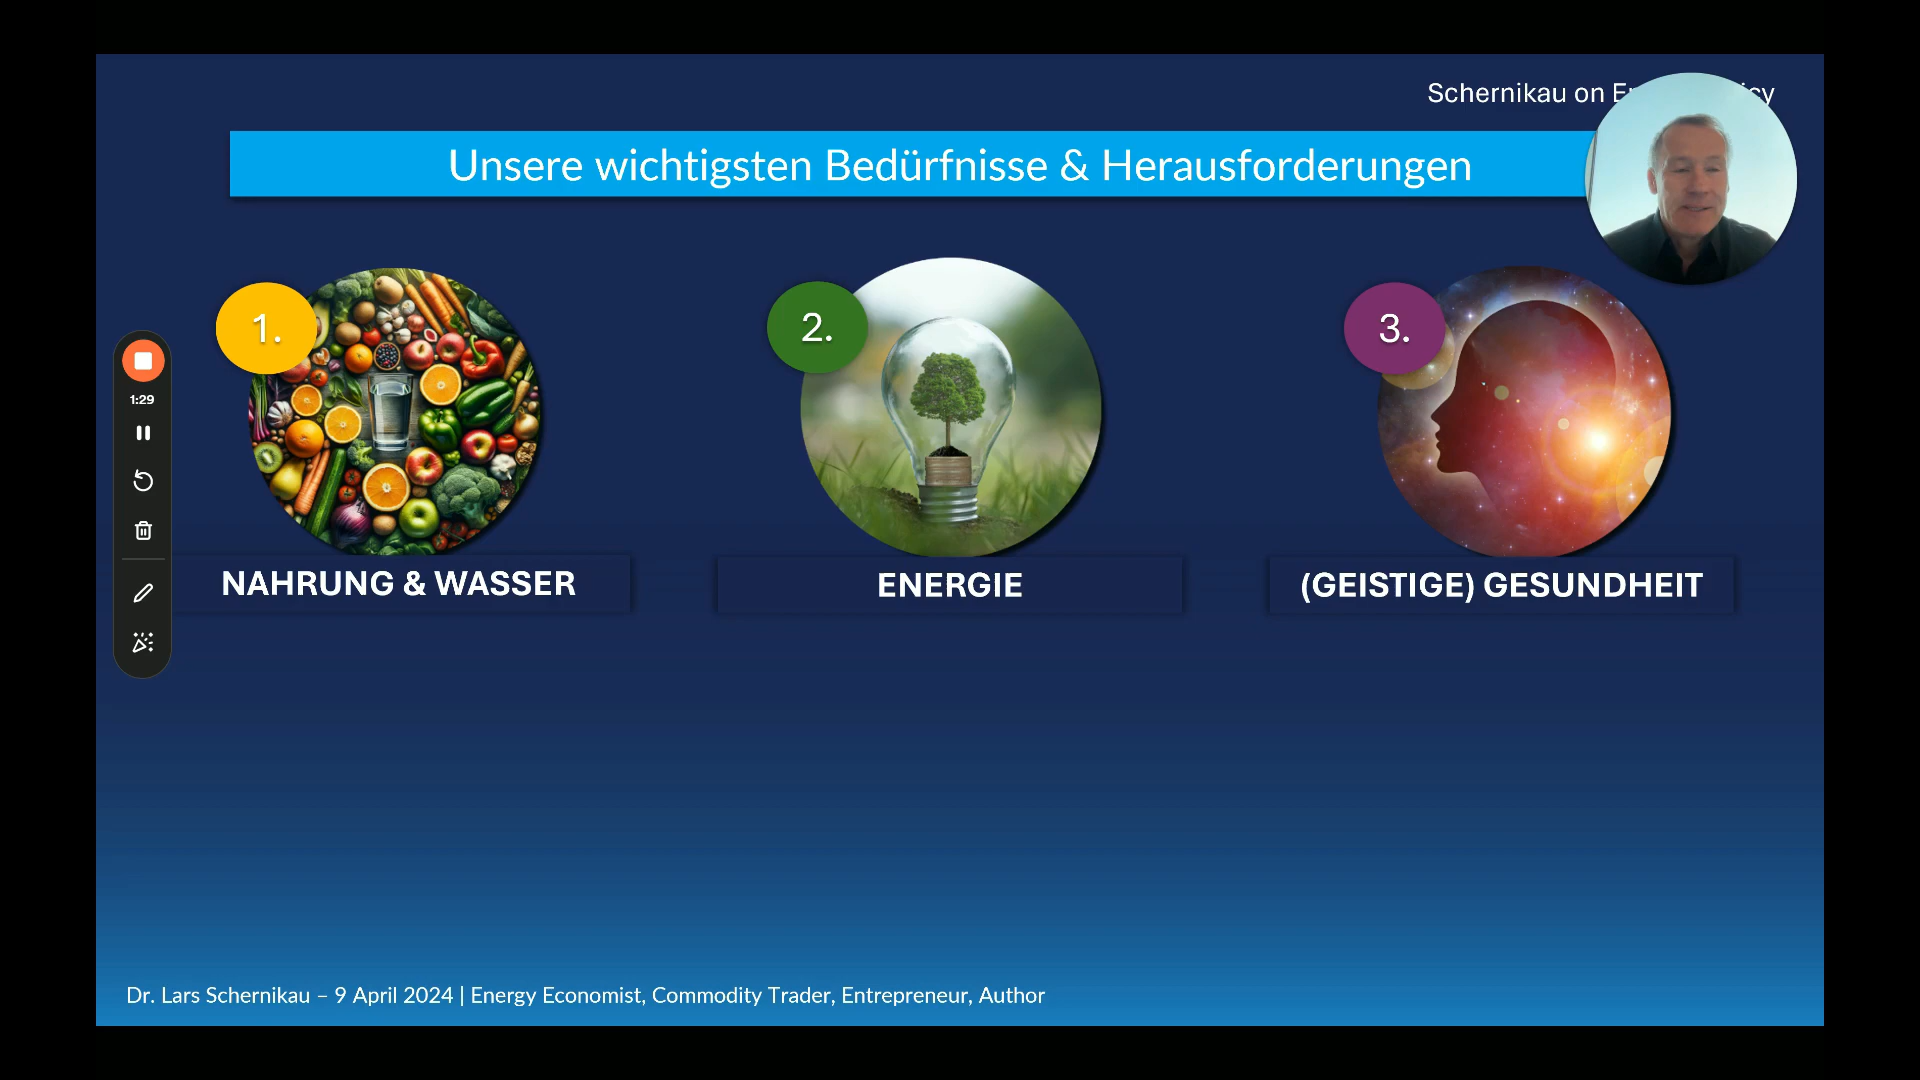 Schernikau on E
icy
Unsere wichtigsten Bedürfnisse & Herausforderungen
1.
2.
3.
1:29
NAHRUNG & WASSER
ENERGIE
(GEISTIGE) GESUNDHEIT
Dr. Lars Schernikau – 9 April 2024 | Energy Economist, Commodity Trader, Entrepreneur, Author